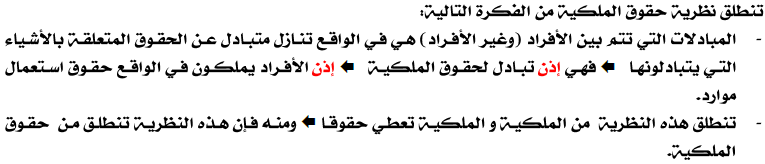 تنطلق نظرية حقوق الملكية من الفكرة التالية:
- المبادلات التي تتم بين الأفراد (وغير الأفراد) هي في الواقع تنازل متبادل عن الحقوق المتعلقة بالأشياء
التي يتبادلونها 🡄 فهي إذن تبادل لحقوق الملكية 🡄 إذن الأفراد يملكون في الواقع حقوق استعمال
موارد.
- تنطلق هذه النظرية من الملكية و الملكية تعطي حقوقا 🡄 ومنه فإن هذه النظرية تنطلق من حقوق
الملكية.